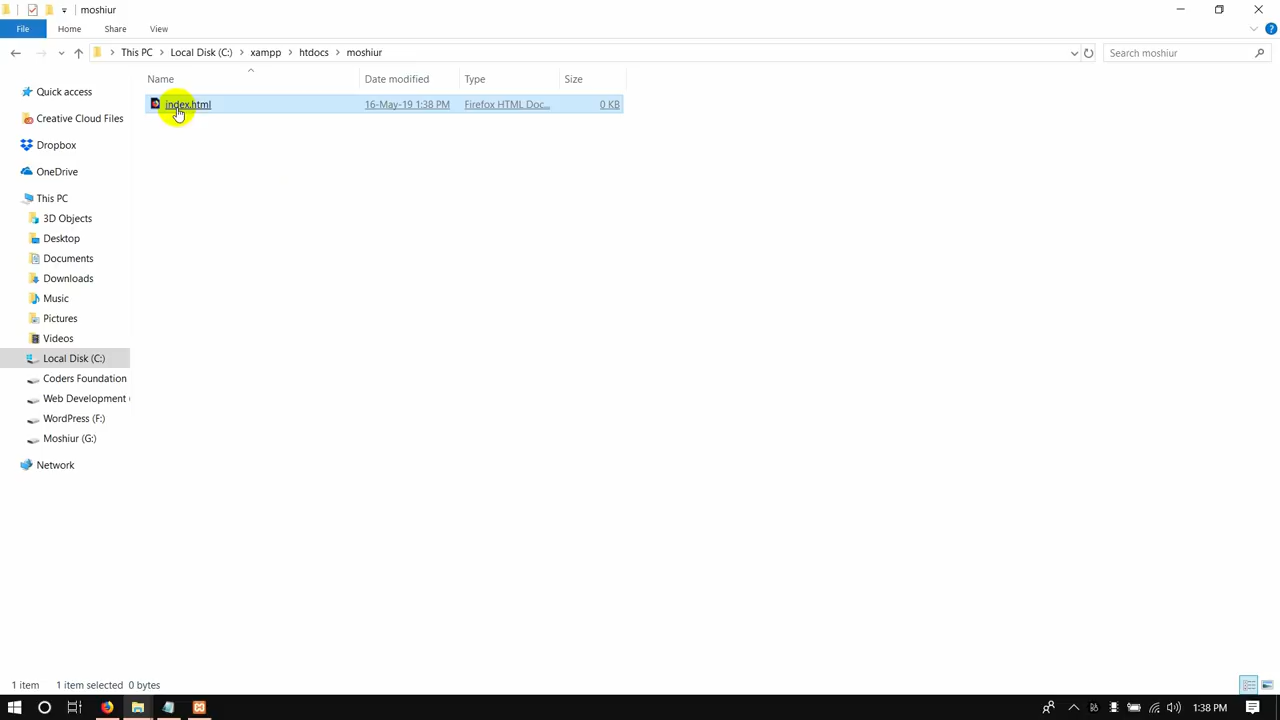 moshiur
File Home Share View
This PC Local Disk (C:) xampp htdocs moshiur
Search moshiur
Name Date modified Type Size
index.html 16-May-19 1:38 PM Firefox HTML Doc... 0 KB
Quick access
Creative Cloud Files
Dropbox
OneDrive
This PC
3D Objects
Desktop
Documents
Downloads
Music
Pictures
Videos
Local Disk (C:)
Coders Foundation
Web Development (
WordPress (F:)
Moshiur (G:)
Network
1 item 1 item selected 0 bytes
1:38 PM